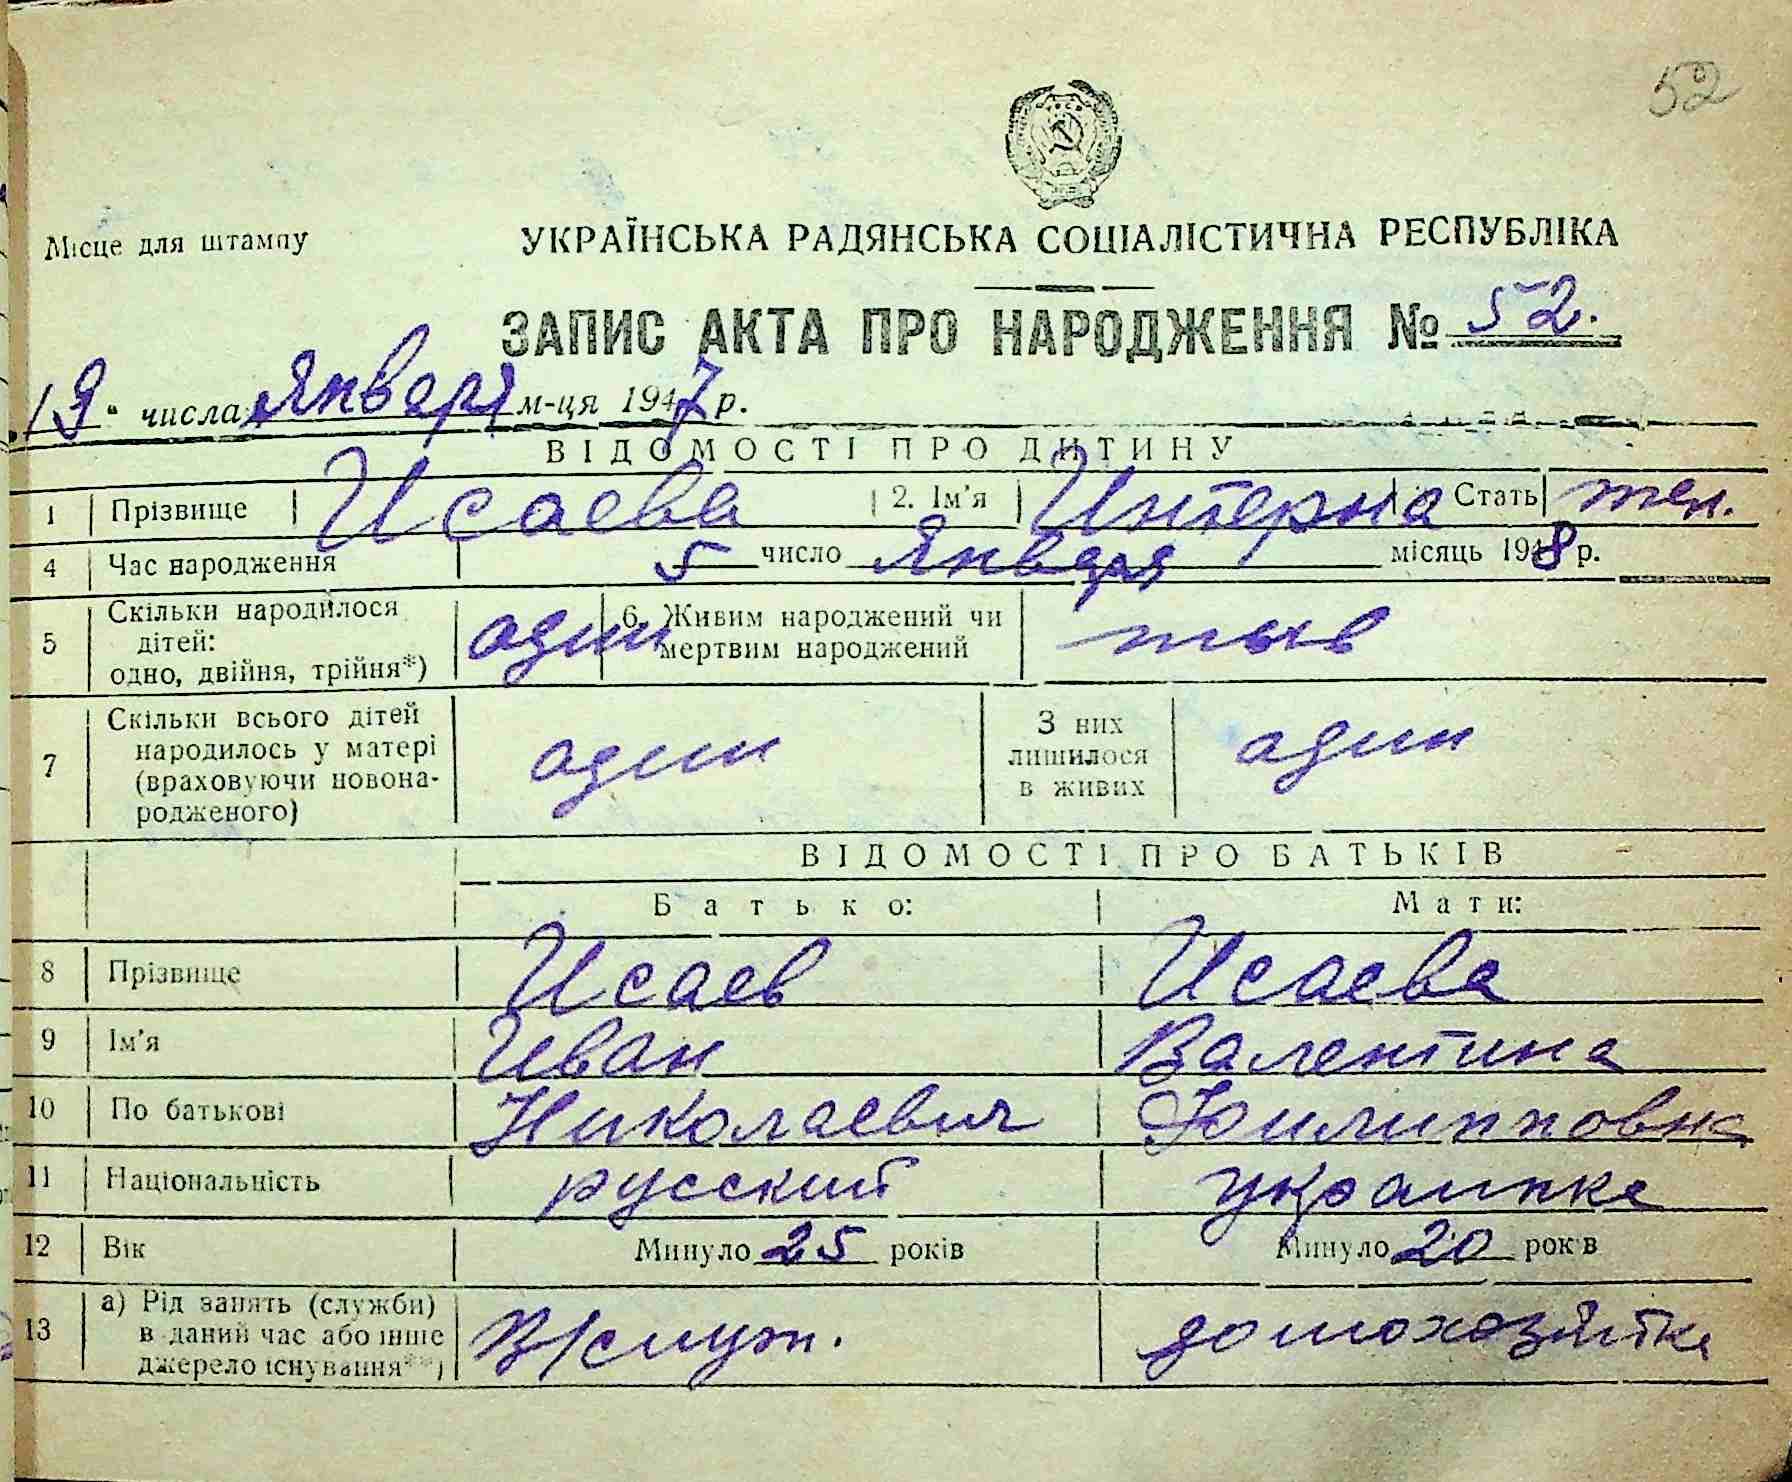 52
Місце для штампу
УКРАЇНСЬКА РАДЯНСЬКА СОЦІАЛІСТИЧНА РЕСПУБЛІКА
ЗАПИС АКТА ПРО НАРОДЖЕННЯ № 52.
19 числа Января м-ця 1947 р.
ВІДОМОСТІ ПРО ДИТИНУ
1 Прізвище Исаева 2. Ім'я Интерна Стать жен.
4 Час народження 5 число Января місяць 1948 р.
5 Скільки народилося дітей: одно, двійня, трійня*) один 6. Живим народжений чи мертвим народжений жив
7 Скільки всього дітей народилось у матері (враховуючи новонародженого) один З них лишилося в живих один
ВІДОМОСТІ ПРО БАТЬКІВ
Батько: Мати:
8 Прізвище Исаев Исаева
9 Ім'я Иван Валентина
10 По батькові Николаевич Филипповна
11 Національність русский украинка
12 Вік Минуло 25 років Минуло 20 рок в
13 а) Рід занять (служби) в даний час або інше джерело існування**) В/служ. домохозяйка